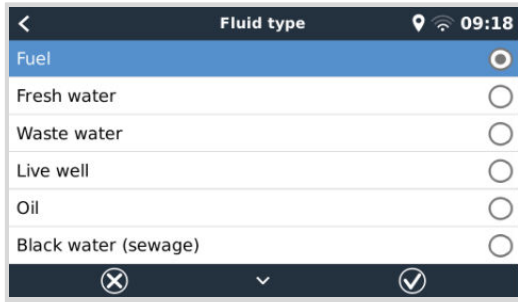 Fluid type 09:18
Fuel
Fresh water
Waste water
Live well
Oil
Black water (sewage)